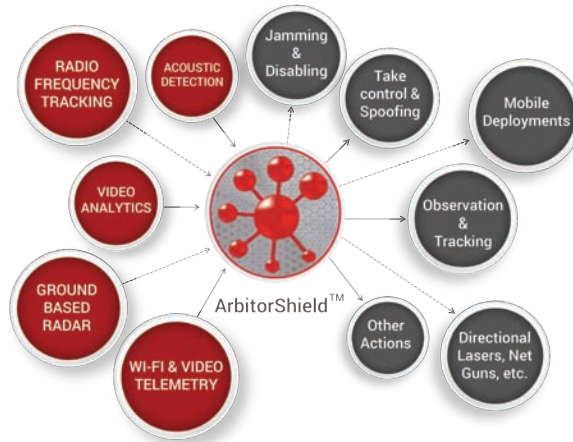 RADIO
FREQUENCY
TRACKING
ACOUSTIC
DETECTION
Jamming
&
Disabling
Take
control &
Spoofing
Mobile
Deployments
VIDEO
ANALYTICS
Observation
&
Tracking
GROUND
BASED
RADAR
ArbitorShield™
WI-FI & VIDEO
TELEMETRY
Other
Actions
Directional
Lasers, Net
Guns, etc.